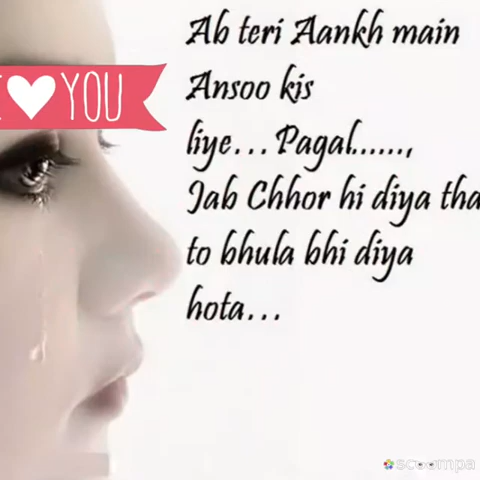 I ♥ YOU
Ab teri Aankh main
Ansoo kis
liye...Pagal......,
Jab Chhor hi diya tha
to bhula bhi diya
hota...
scoompa